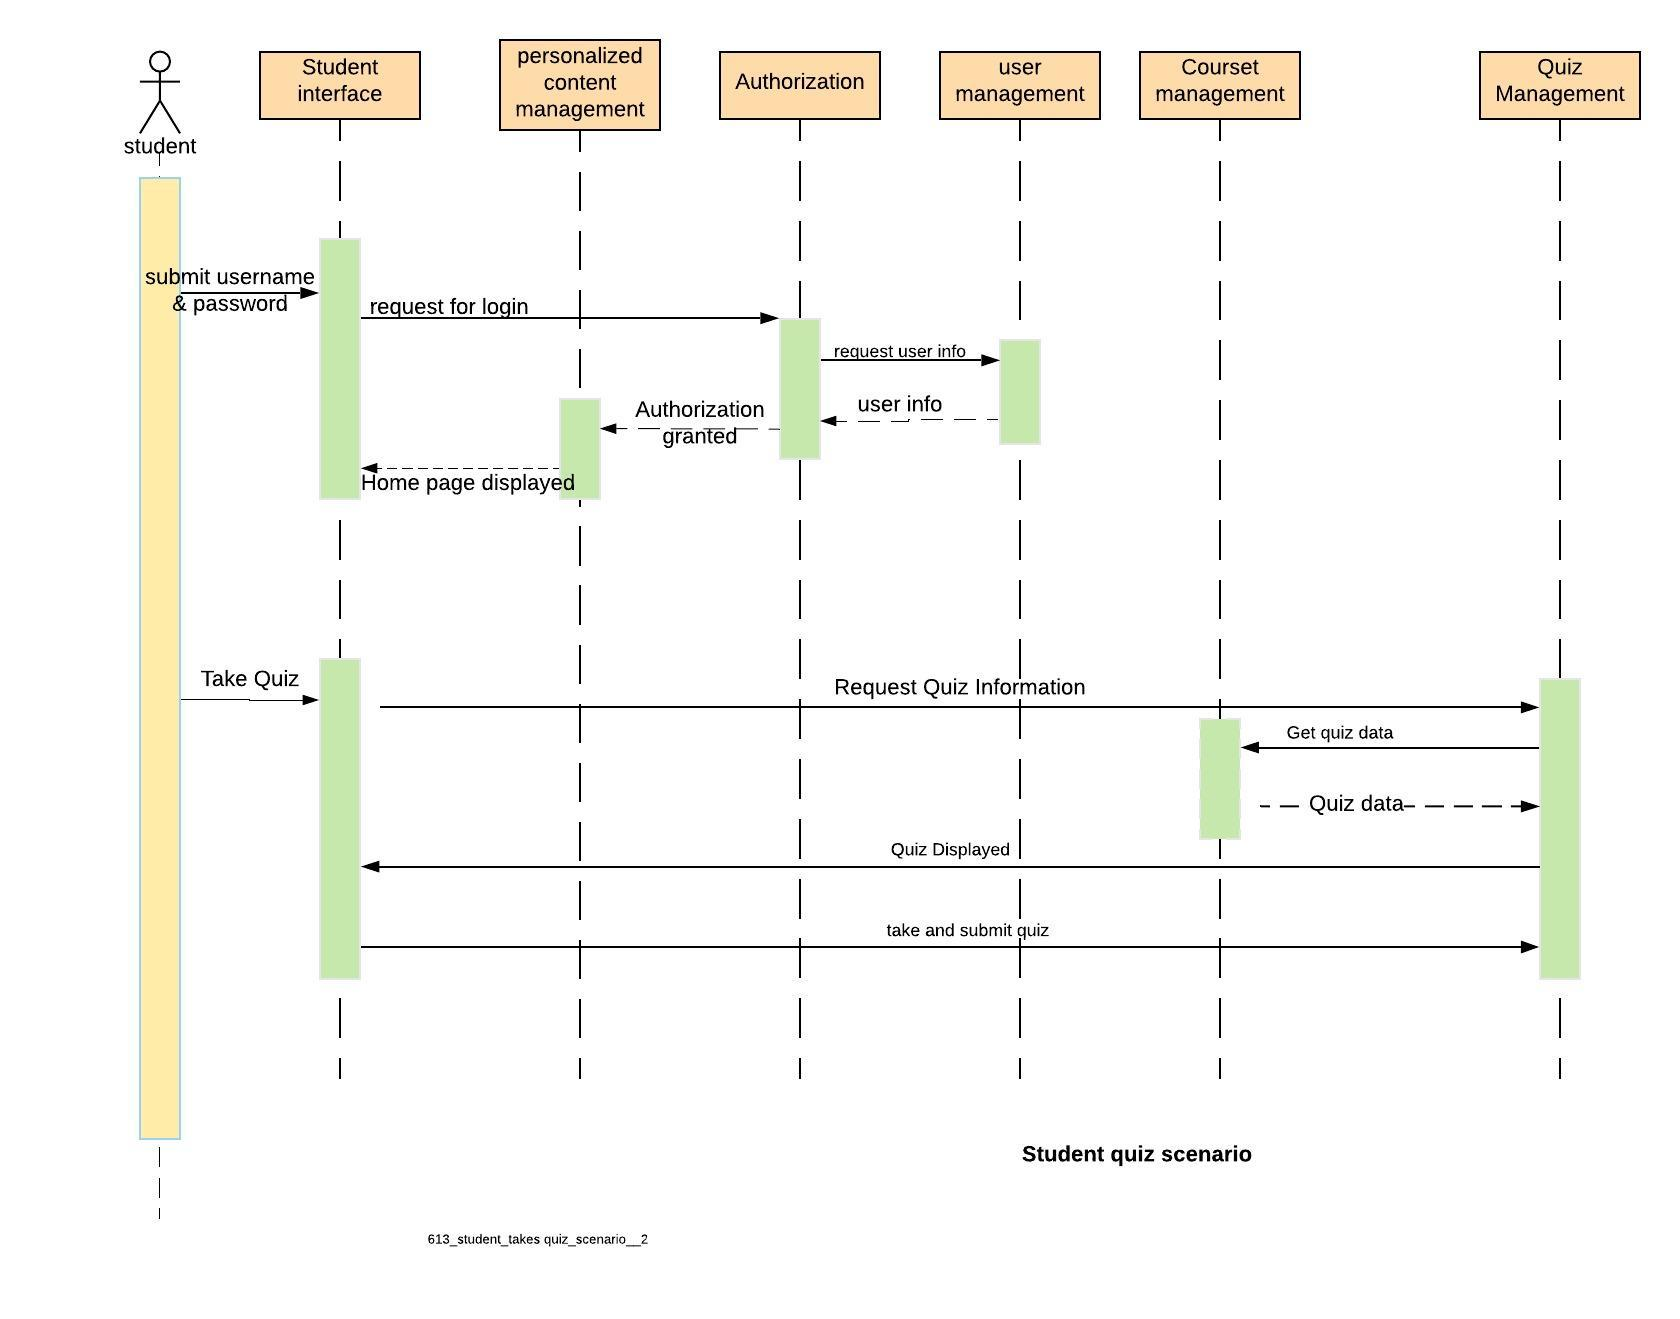 student
Student
interface
personalized
content
management
Authorization
user
management
Courset
management
Quiz
Management
submit username
& password
request for login
request user info
user info
Authorization
granted
Home page displayed
Take Quiz
Request Quiz Information
Get quiz data
Quiz data
Quiz Displayed
take and submit quiz
Student quiz scenario
613_student_takes quiz_scenario__2